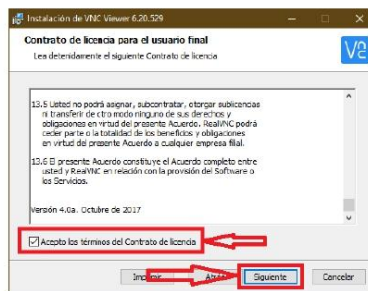 Instalación de VNC Viewer 6.20.529
Contrato de licencia para el usuario final
Lea detenidamente el siguiente Contrato de licencia
13.5 Usted no podrá asignar, subcontratar, otorgar sublicencias
ni transferir de otro modo ninguno de sus derechos y
obligaciones en virtud del presente Acuerdo. RealVNC podrá
ceder parte o la totalidad de los beneficios y obligaciones
en virtud del presente Acuerdo a cualquier empresa filial.
13.6 El presente Acuerdo constituye el Acuerdo completo entre
usted y RealVNC en relación con la provisión del Software o
los Servicios.
Versión 4.0a. Octubre de 2017
Acepto los términos del Contrato de licencia
Imprimir Atrás Siguiente Cancelar